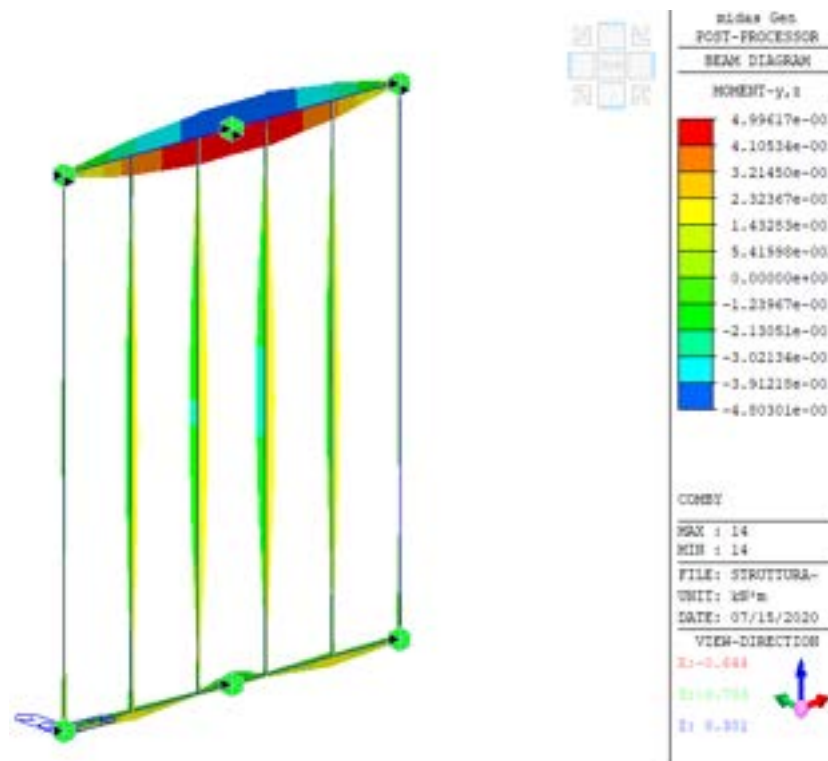 midas Gen
POST-PROCESSOR
BEAM DIAGRAM
MOMENT-y,z
4.99617e-00
4.10534e-00
3.21450e-00
2.32367e-00
1.43283e-00
5.41998e-00
0.00000e+00
-1.23967e-00
-2.13051e-00
-3.02134e-00
-3.91218e-00
-4.80301e-00
MAX : 14
MIN : 14
FILE: STRUTTURA~
UNIT: kN*m
DATE: 07/15/2020
VIEW-DIRECTION